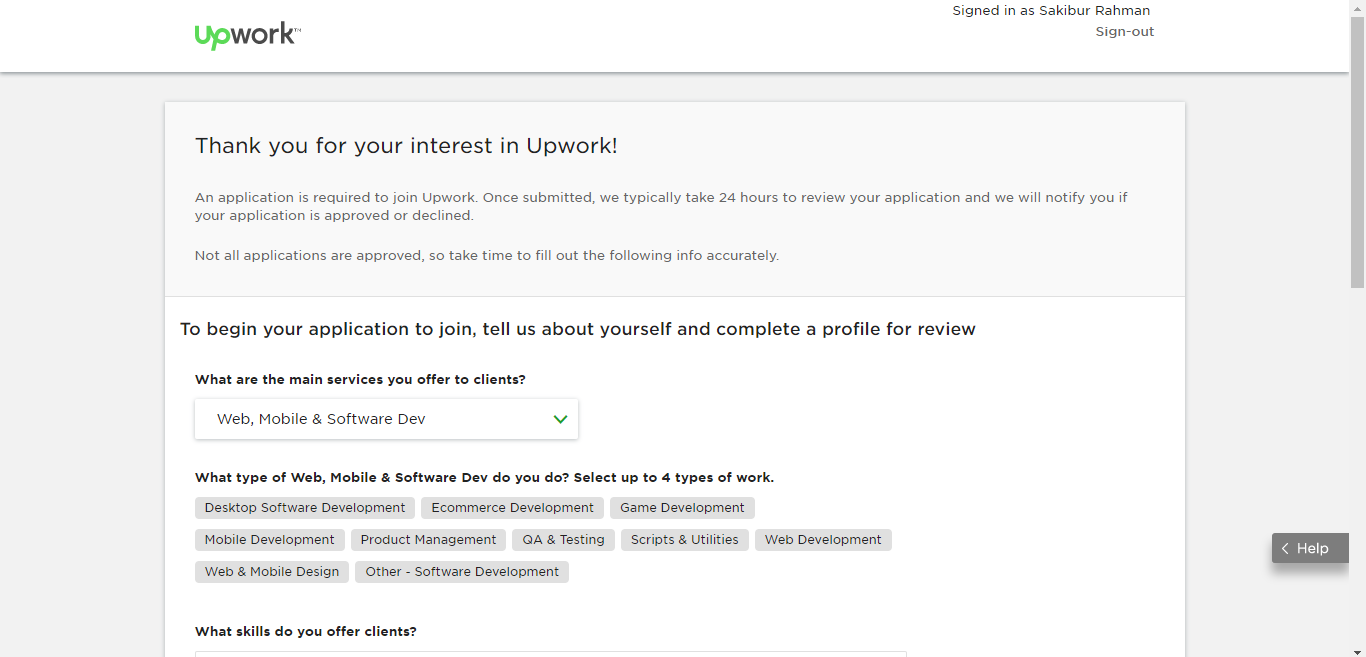 Signed in as Sakibur Rahman
upwork™
Sign-out
Thank you for your interest in Upwork!
An application is required to join Upwork. Once submitted, we typically take 24 hours to review your application and we will notify you if
your application is approved or declined.
Not all applications are approved, so take time to fill out the following info accurately.
To begin your application to join, tell us about yourself and complete a profile for review
What are the main services you offer to clients?
Web, Mobile & Software Dev
What type of Web, Mobile & Software Dev do you do? Select up to 4 types of work.
Desktop Software Development Ecommerce Development Game Development
Mobile Development Product Management QA & Testing Scripts & Utilities Web Development
Help
Web & Mobile Design Other - Software Development
What skills do you offer clients?